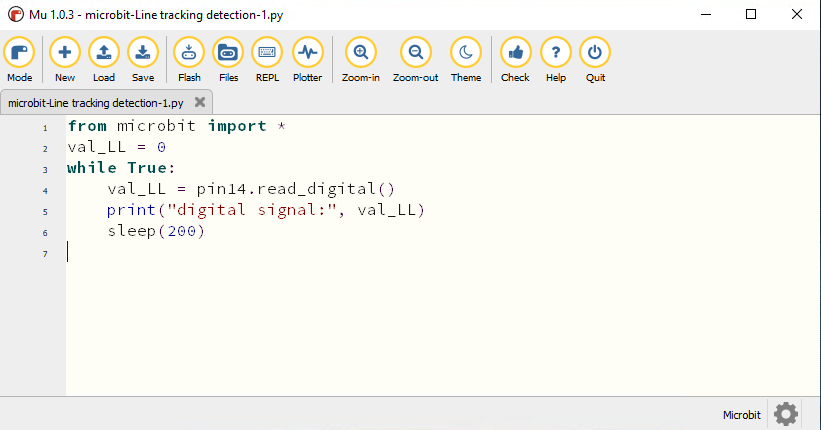 Mu 1.0.3 - microbit-Line tracking detection-1.py
Mode New Load Save Flash Files REPL Plotter Zoom-in Zoom-out Theme Check Help Quit
microbit-Line tracking detection-1.py
1 from microbit import *
2 val_LL = 0
3 while True:
4     val_LL = pin14.read_digital()
5     print("digital signal:", val_LL)
6     sleep(200)
7
Microbit